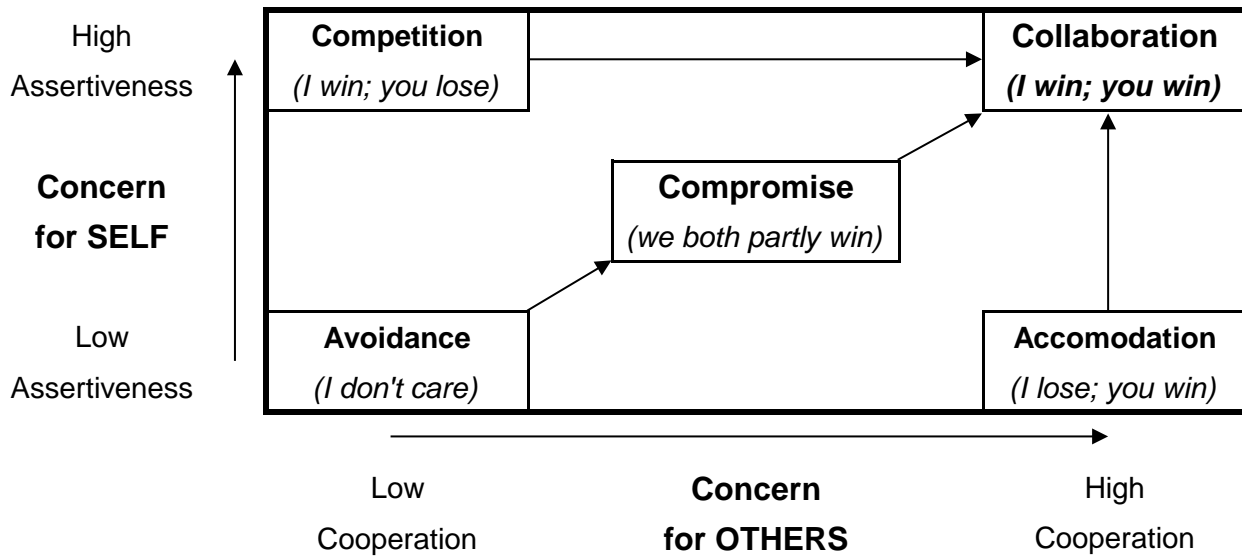 High
Assertiveness
Competition
(I win; you lose)
Collaboration
(I win; you win)
Concern
for SELF
Compromise
(we both partly win)
Low
Assertiveness
Avoidance
(I don't care)
Accomodation
(I lose; you win)
Low
Cooperation
Concern
for OTHERS
High
Cooperation